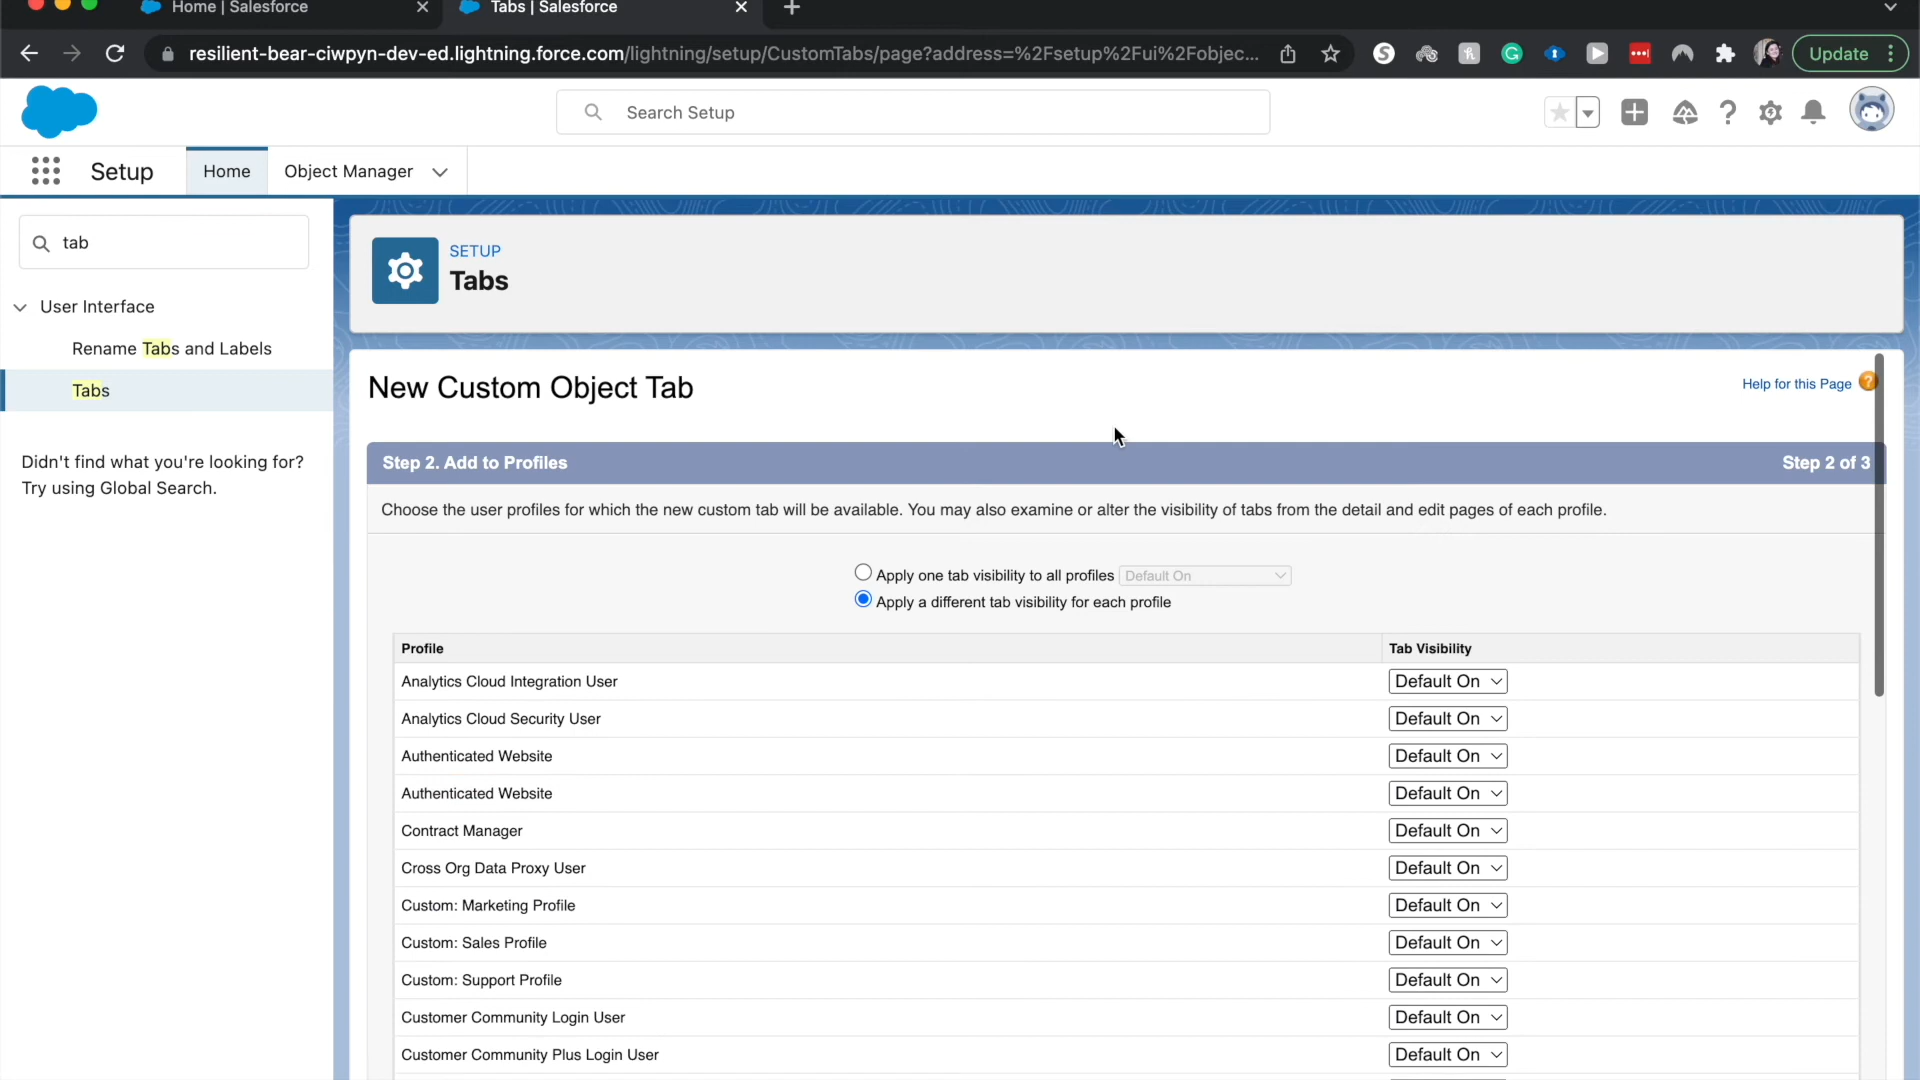 Home | Salesforce
Tabs | Salesforce
resilient-bear-ciwpyn-dev-ed.lightning.force.com/lightning/setup/CustomTabs/page?address=%2Fsetup%2Fui%2Fobjec...
Update
Search Setup
Setup
Home
Object Manager
tab
User Interface
Rename Tabs and Labels
Tabs
Didn't find what you're looking for?
Try using Global Search.
SETUP
Tabs
New Custom Object Tab
Help for this Page
Step 2. Add to Profiles
Step 2 of 3
Choose the user profiles for which the new custom tab will be available. You may also examine or alter the visibility of tabs from the detail and edit pages of each profile.
Apply one tab visibility to all profiles Default On
Apply a different tab visibility for each profile
Profile Tab Visibility
Analytics Cloud Integration User Default On
Analytics Cloud Security User Default On
Authenticated Website Default On
Authenticated Website Default On
Contract Manager Default On
Cross Org Data Proxy User Default On
Custom: Marketing Profile Default On
Custom: Sales Profile Default On
Custom: Support Profile Default On
Customer Community Login User Default On
Customer Community Plus Login User Default On